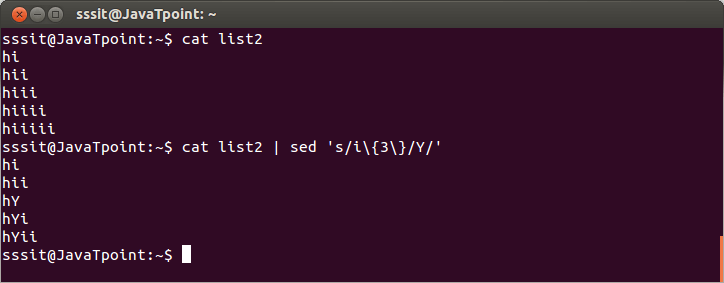 sssit@JavaTpoint: ~
sssit@JavaTpoint:~$ cat list2
hi
hii
hiii
hiiii
hiiiii
sssit@JavaTpoint:~$ cat list2 | sed 's/i\{3\}/Y/'
hi
hii
hY
hYi
hYii
sssit@JavaTpoint:~$